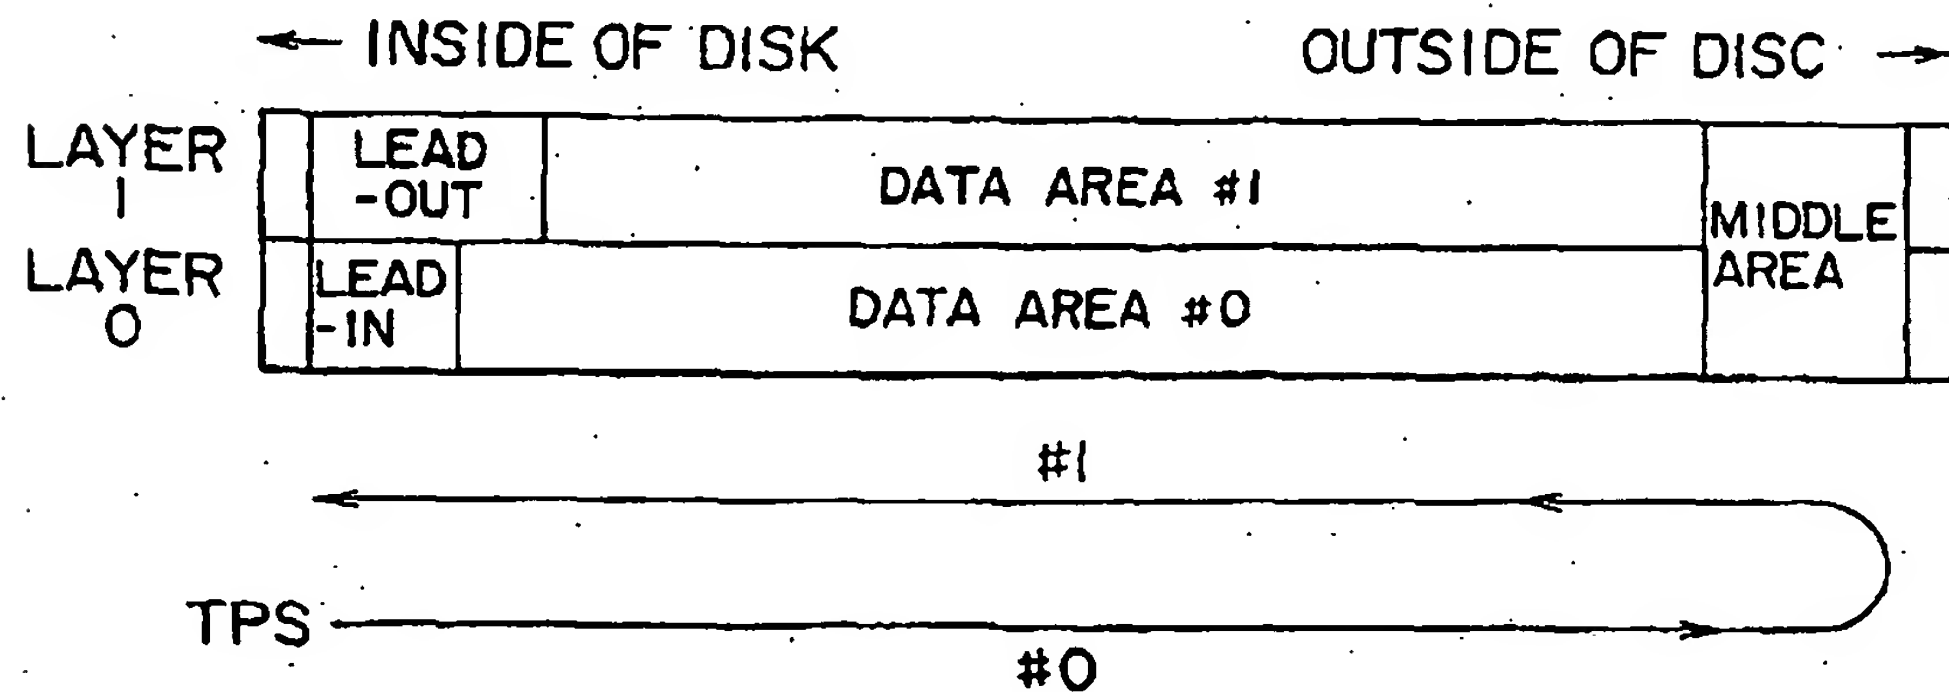 INSIDE OF DISK
OUTSIDE OF DISC
LAYER
1
LEAD
-OUT
DATA AREA #1
MIDDLE
AREA
LAYER
0
LEAD
-IN
DATA AREA #0
#1
TPS
#0